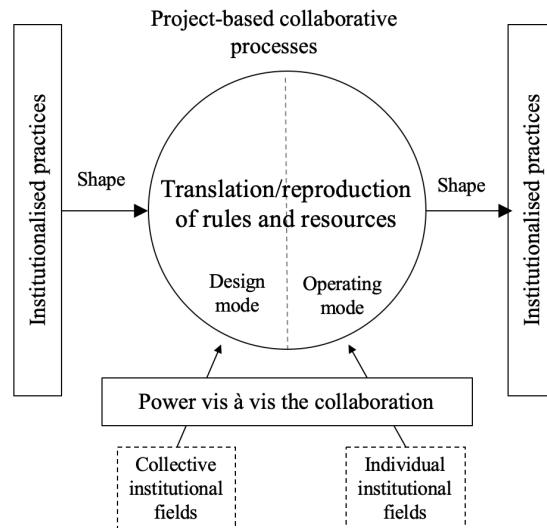 Project-based collaborative
processes
Institutionalised practices
Shape
Translation/reproduction
of rules and resources
Shape
Institutionalised practices
Design
mode
Operating
mode
Power vis à vis the collaboration
Collective
institutional
fields
Individual
institutional
fields